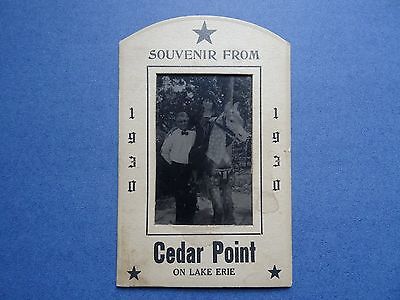 SOUVENIR FROM
1930
1930
Cedar Point
ON LAKE ERIE